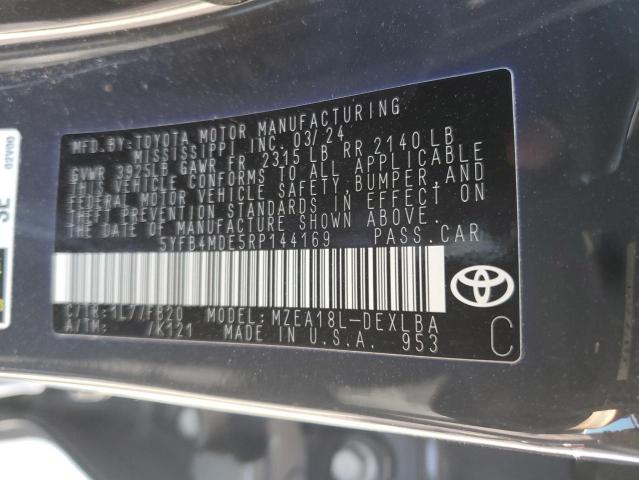 MFD.BY:TOYOTA MOTOR MANUFACTURING
MISSISSIPPI INC. 03/24
GVWR 3925LB GAWR FR 2315 LB RR 2140 LB
THIS VEHICLE CONFORMS TO ALL APPLICABLE
FEDERAL MOTOR VEHICLE SAFETY, BUMPER, AND
THEFT PREVENTION STANDARDS IN EFFECT ON
THE DATE OF MANUFACTURE SHOWN ABOVE.
5YFB4MDE5RP144169 PASS.CAR
C/TR:1L7/FB20 MODEL:MZEA18L-DEXLBA
A/TM: /K121 MADE IN U.S.A. 953
C